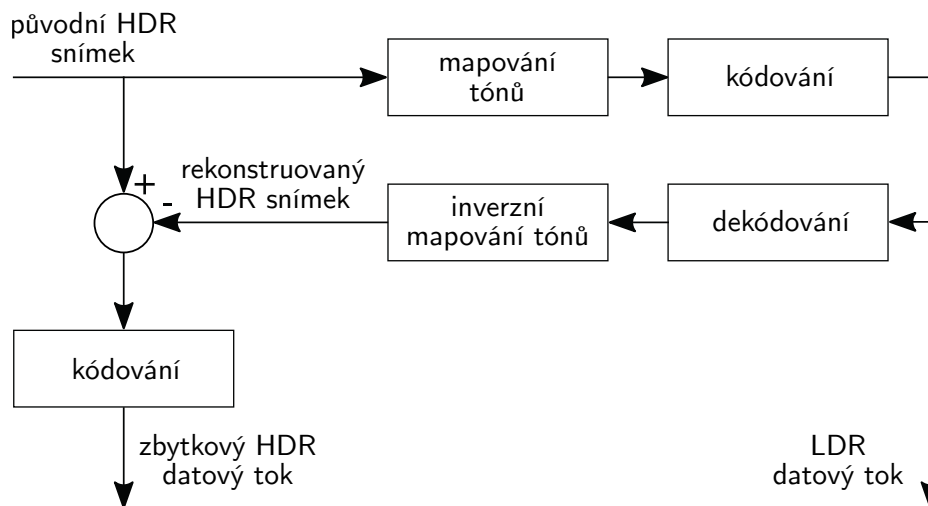 původní HDR
snímek
mapování
tónů
kódování
+
-
rekonstruovaný
HDR snímek
inverzní
mapování tónů
dekódování
kódování
zbytkový HDR
datový tok
LDR
datový tok